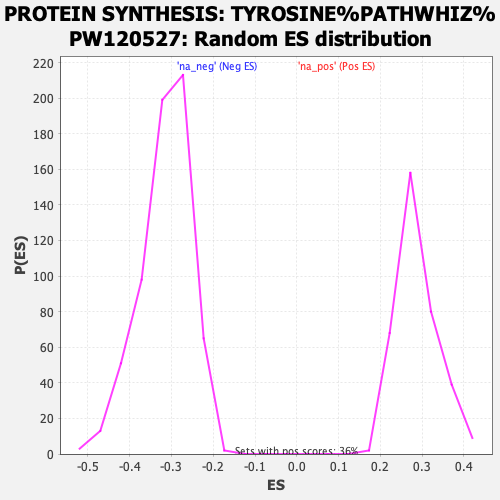 PROTEIN SYNTHESIS: TYROSINE%PATHWHIZ%
PW120527: Random ES distribution
'na_neg' (Neg ES) 'na_pos' (Pos ES)
220
200
180
160
140
120
100
80
60
40
20
0
P(ES)
Sets with pos scores: 36%
-0.5 -0.4 -0.3 -0.2 -0.1 0.0 0.1 0.2 0.3 0.4
ES